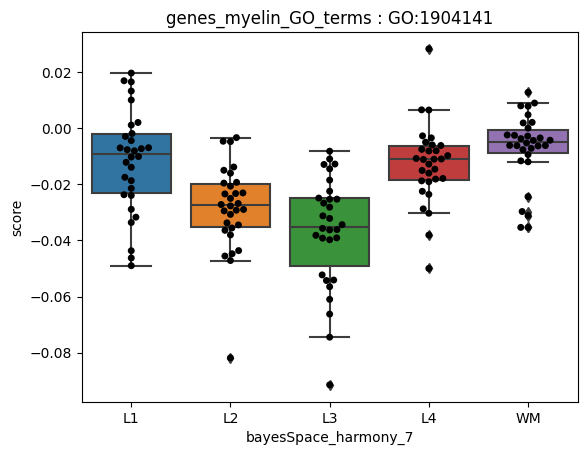 genes_myelin_GO_terms : GO:1904141
0.02
0.00
−0.02
−0.04
−0.06
−0.08
score
L1 L2 L3 L4 WM
bayesSpace_harmony_7